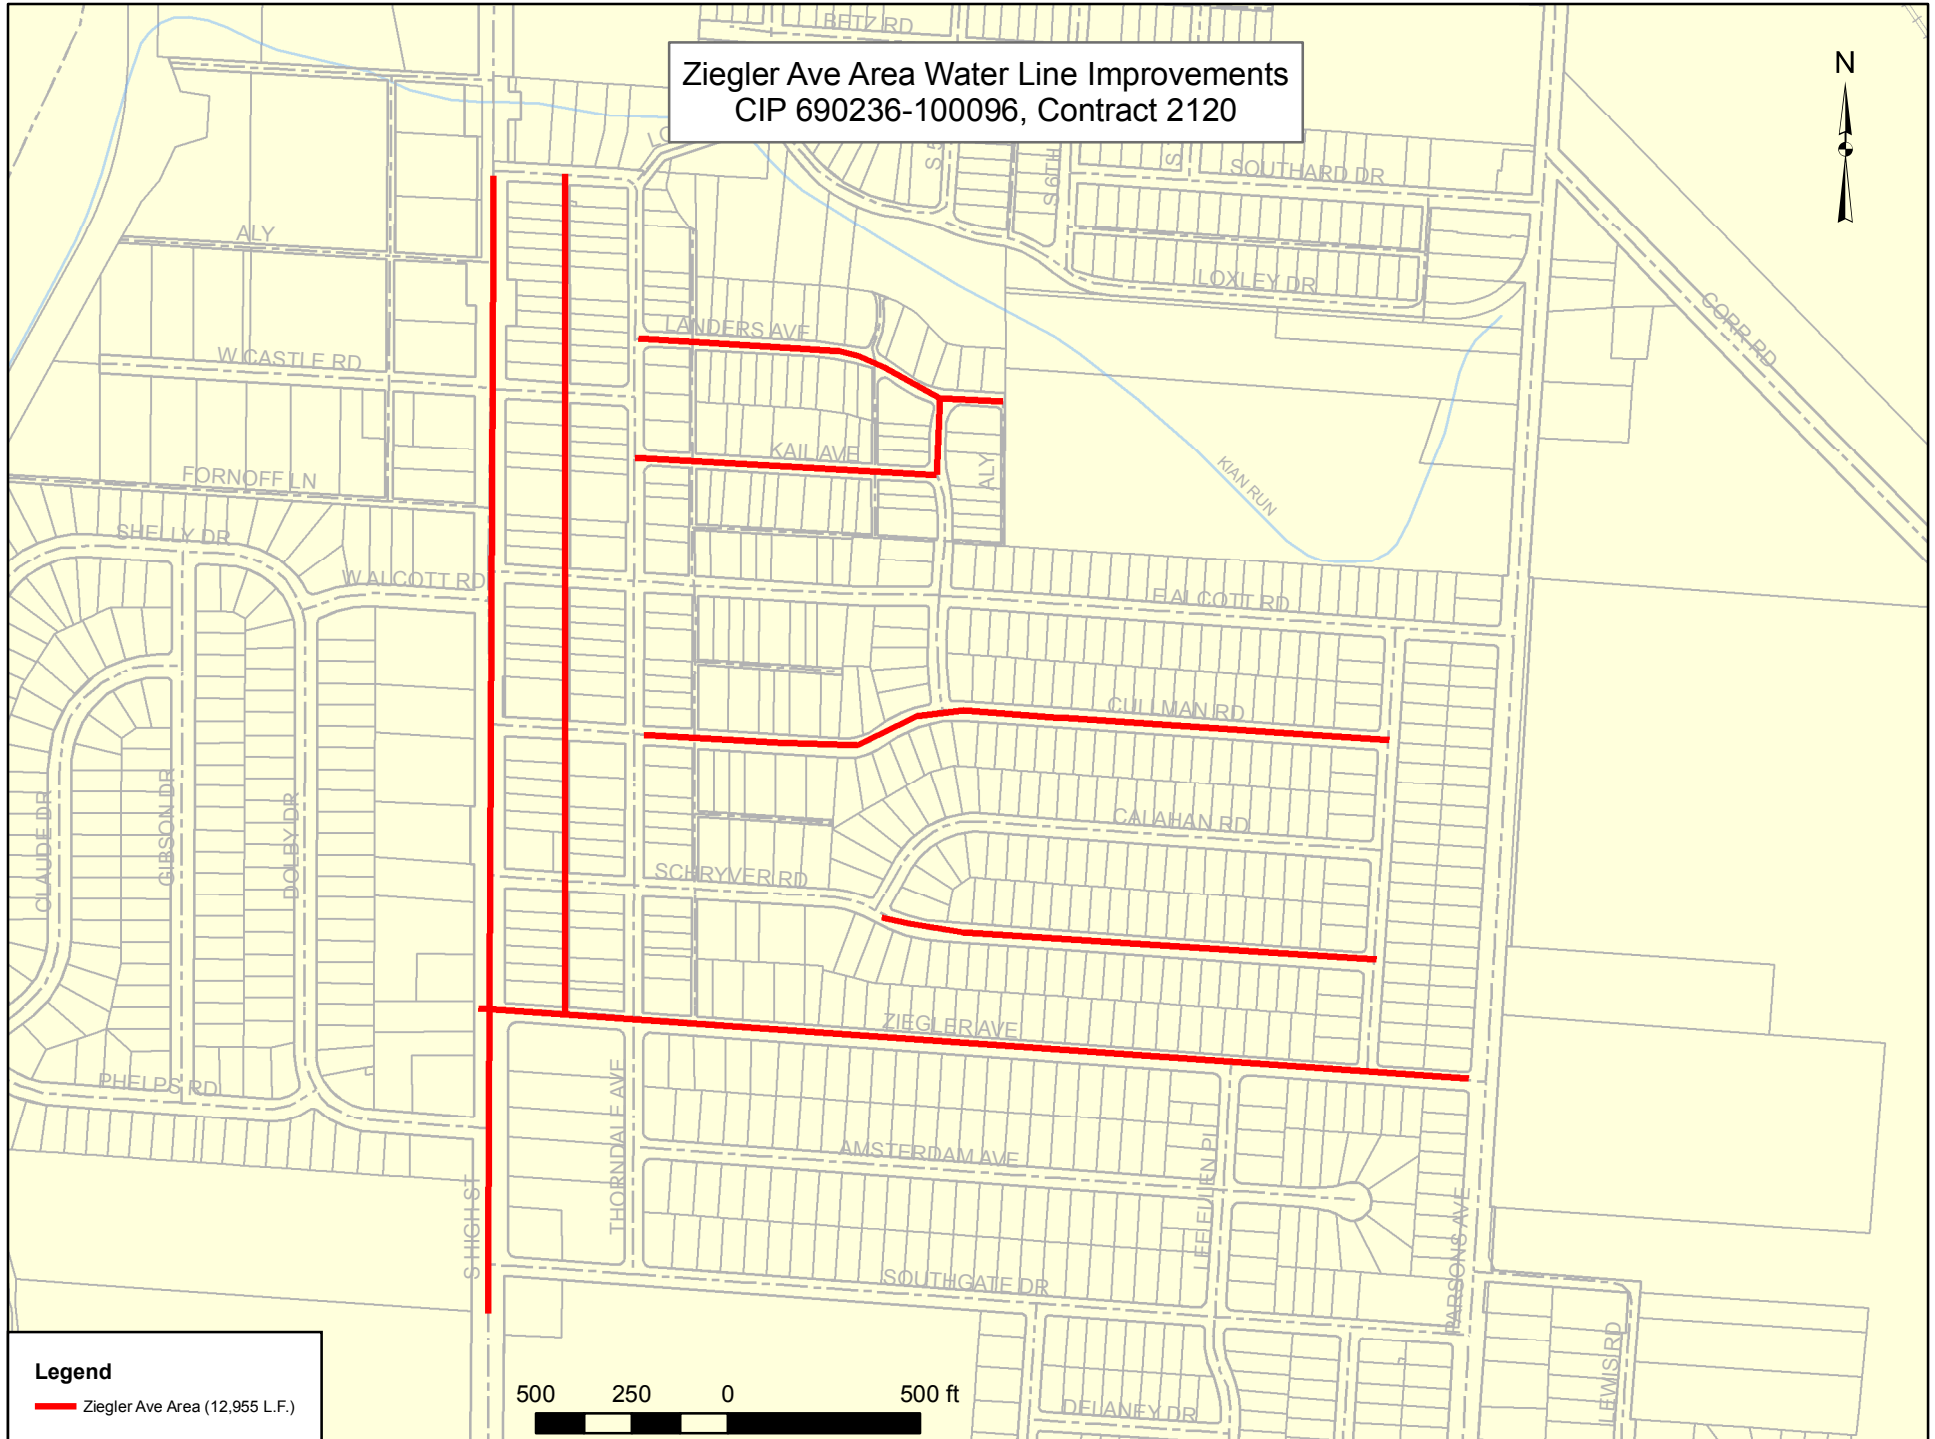 BETZ RD
Ziegler Ave Area Water Line Improvements
CIP 690236-100096, Contract 2120
N
S 6TH
SOUTHARD DR
ALY
LOXLEY DR
CORR RD
LANDERS AVE
W CASTLE RD
KAIL AVE
ALY
KIAN RUN
FORNOFF LN
SHELLY DR
W ALCOTT RD
E ALCOTT RD
CULLMAN RD
CLAUDE DR
GIBSON DR
DOLBY DR
CALAHAN RD
SCHRYVER RD
ZIEGLER AVE
PHELPS RD
THORNDALE AVE
AMSTERDAM AVE
LEFELLEN PL
S HIGH ST
PARSONS AVE
SOUTHGATE DR
LEWIS RD
DELANEY DR
Legend
Ziegler Ave Area (12,955 L.F.)
500 250 0 500 ft